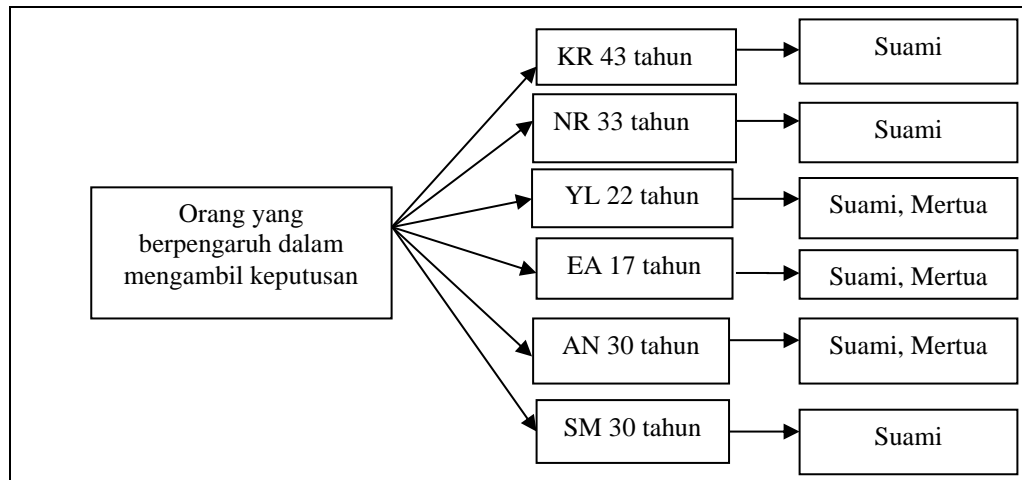 Orang yang
berpengaruh dalam
mengambil keputusan
KR 43 tahun
Suami
NR 33 tahun
Suami
YL 22 tahun
Suami, Mertua
EA 17 tahun
Suami, Mertua
AN 30 tahun
Suami, Mertua
SM 30 tahun
Suami